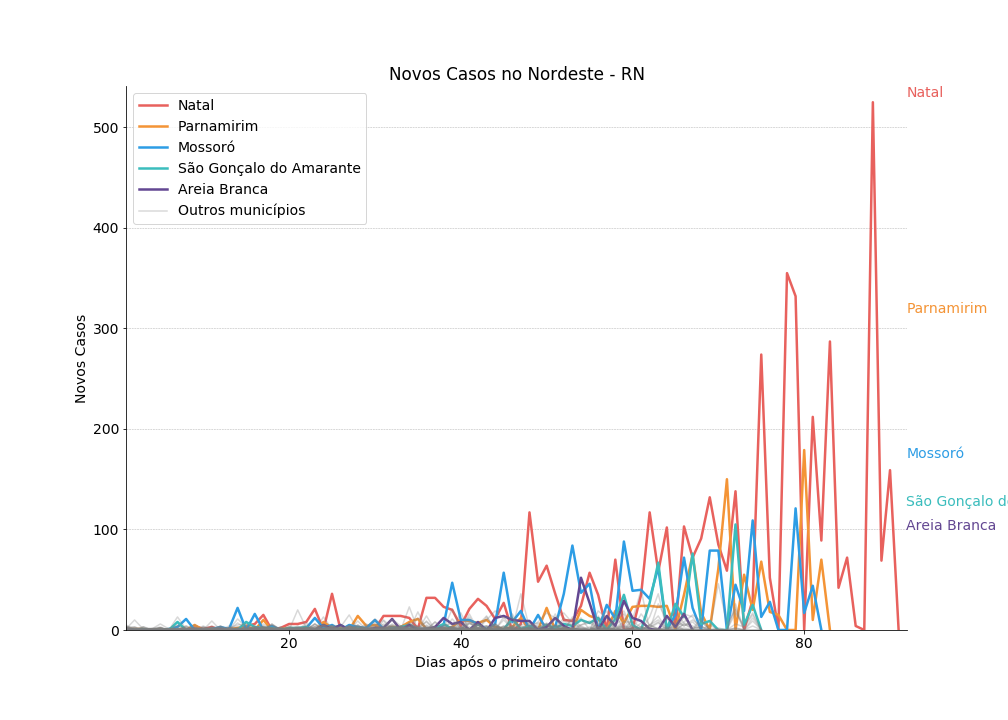 Novos Casos no Nordeste - RN
Natal
Parnamirim
Mossoró
São Gonçalo do Amarante
Areia Branca
Outros municípios
Novos Casos
500
400
300
200
100
0
20
40
60
80
Dias após o primeiro contato
Natal
Parnamirim
Mossoró
São Gonçalo d
Areia Branca